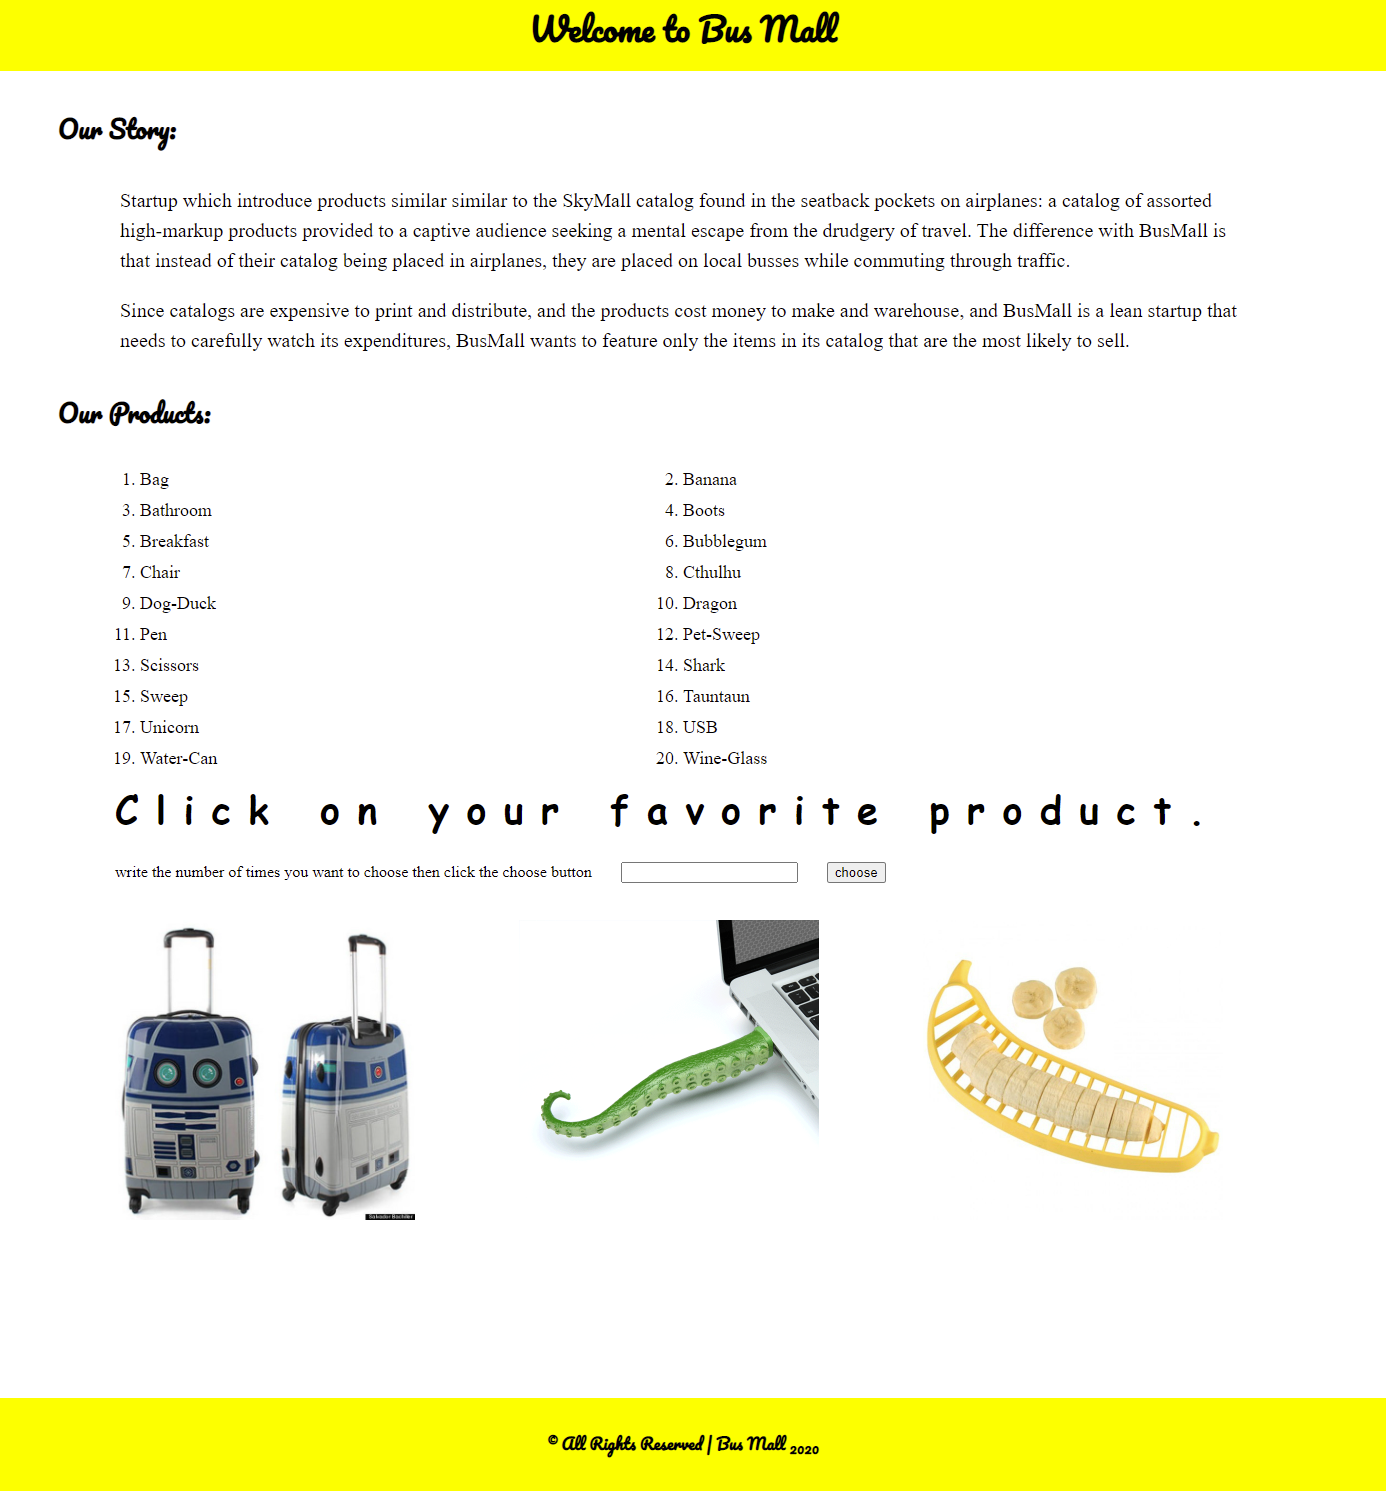 Welcome to Bus Mall
Our Story:
Startup which introduce products similar similar to the SkyMall catalog found in the seatback pockets on airplanes: a catalog of assorted
high-markup products provided to a captive audience seeking a mental escape from the drudgery of travel. The difference with BusMall is
that instead of their catalog being placed in airplanes, they are placed on local busses while commuting through traffic.
Since catalogs are expensive to print and distribute, and the products cost money to make and warehouse, and BusMall is a lean startup that
needs to carefully watch its expenditures, BusMall wants to feature only the items in its catalog that are the most likely to sell.
Our Products:
1. Bag
2. Banana
3. Bathroom
4. Boots
5. Breakfast
6. Bubblegum
7. Chair
8. Cthulhu
9. Dog-Duck
10. Dragon
11. Pen
12. Pet-Sweep
13. Scissors
14. Shark
15. Sweep
16. Tauntaun
17. Unicorn
18. USB
19. Water-Can
20. Wine-Glass
Click on your favorite product.
write the number of times you want to choose then click the choose button
choose
Salvador Bachiller
© All Rights Reserved | Bus Mall 2020